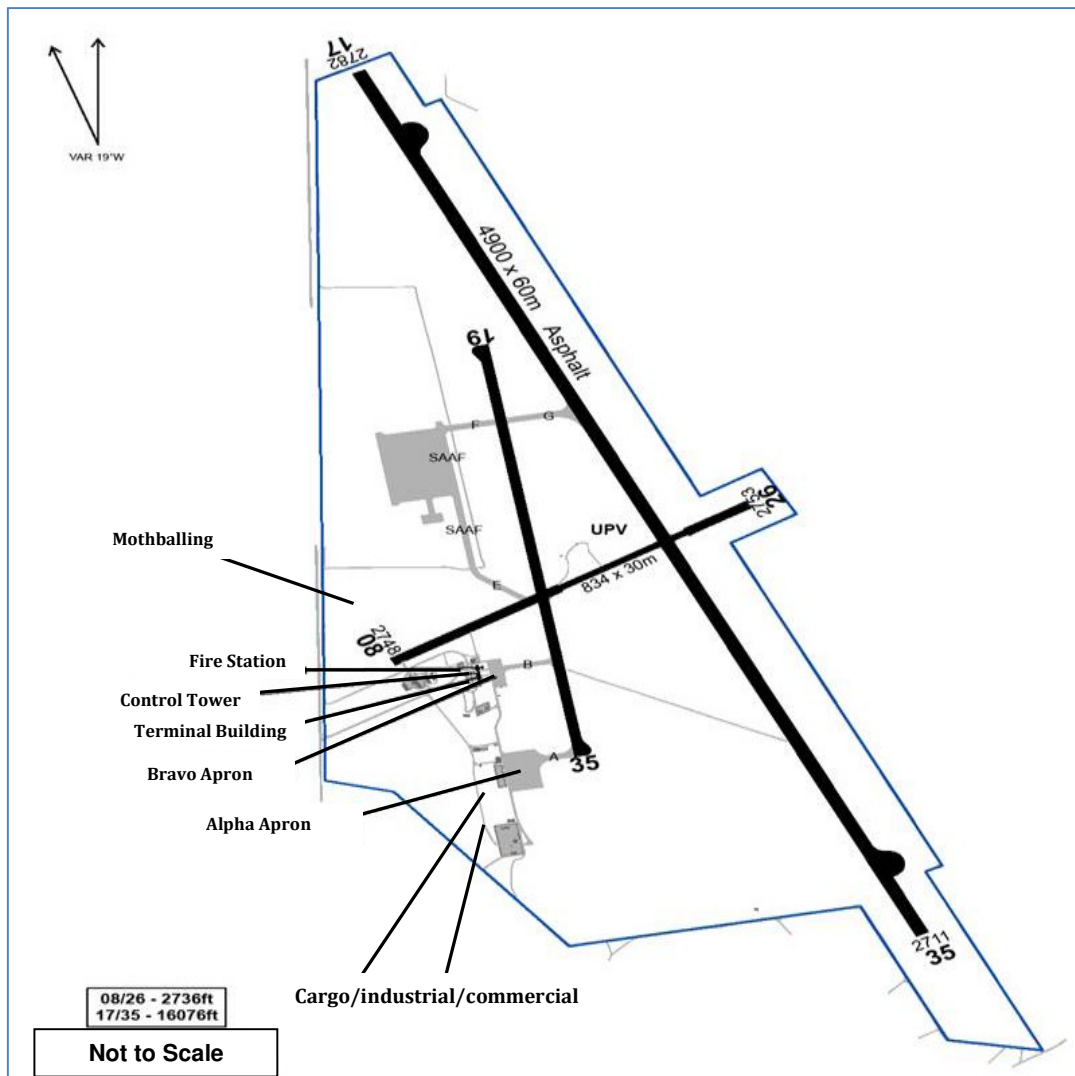 17
2782
VAR 19°W
4900 x 60m
Asphalt
19
F
G
SAAF
26
2753
SAAF
UPV
Mothballing
834 x 30m
E
2748
08
Fire Station
B
Control Tower
Terminal Building
35
A
Bravo Apron
Alpha Apron
2711
35
Cargo/industrial/commercial
08/26 - 2736ft
17/35 - 16076ft
Not to Scale